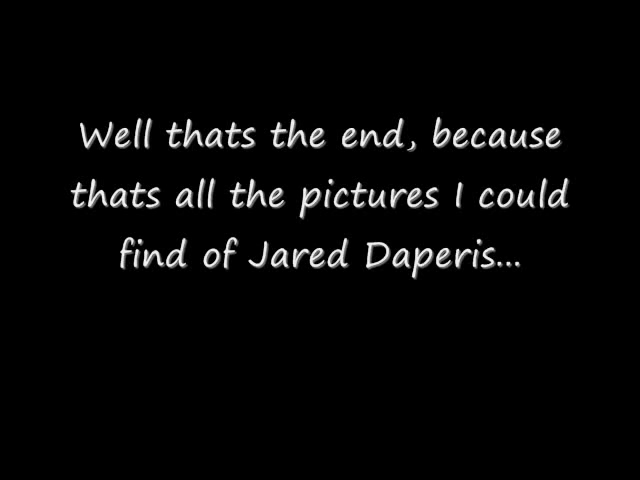 Well thats the end, because
thats all the pictures I could
find of Jared Daperis...